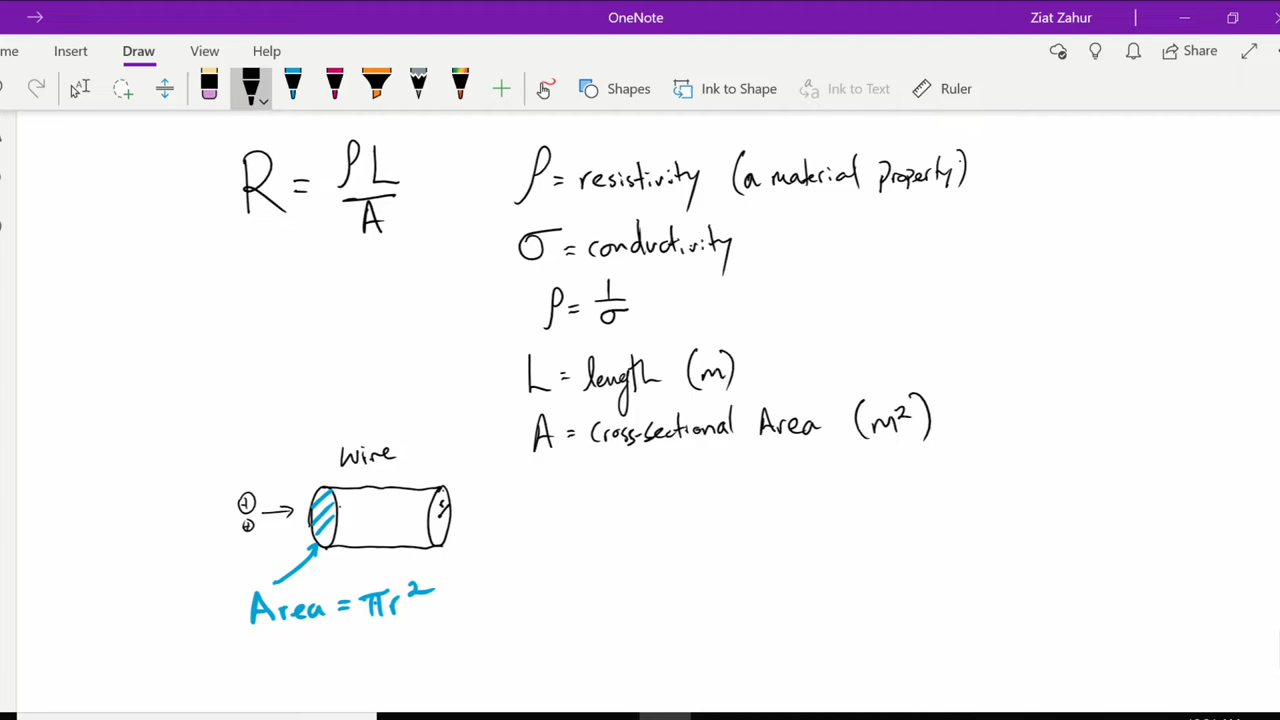 OneNote
Ziat Zahur
Insert Draw View Help
Share
Shapes Ink to Shape Ink to Text Ruler
R = ρL/A
ρ = resistivity (a material property)
σ = conductivity
ρ = 1/σ
L = length (m)
A = cross-sectional Area (m²)
wire
Area = πr²